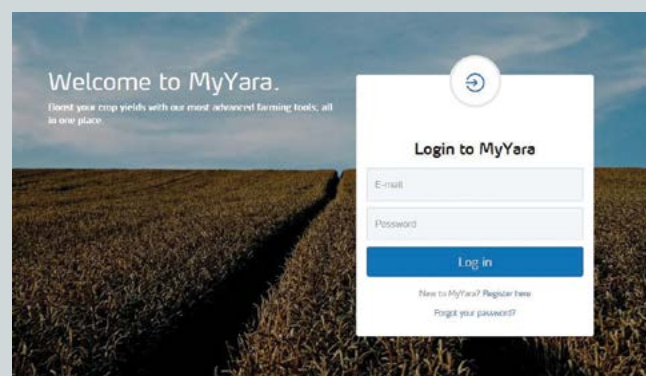 Welcome to MyYara.
Boost your crop yields with our most advanced farming tools, all
in one place
Login to MyYara
E-mail
Password
Log in
New to MyYara? Register here
Forgot your password?